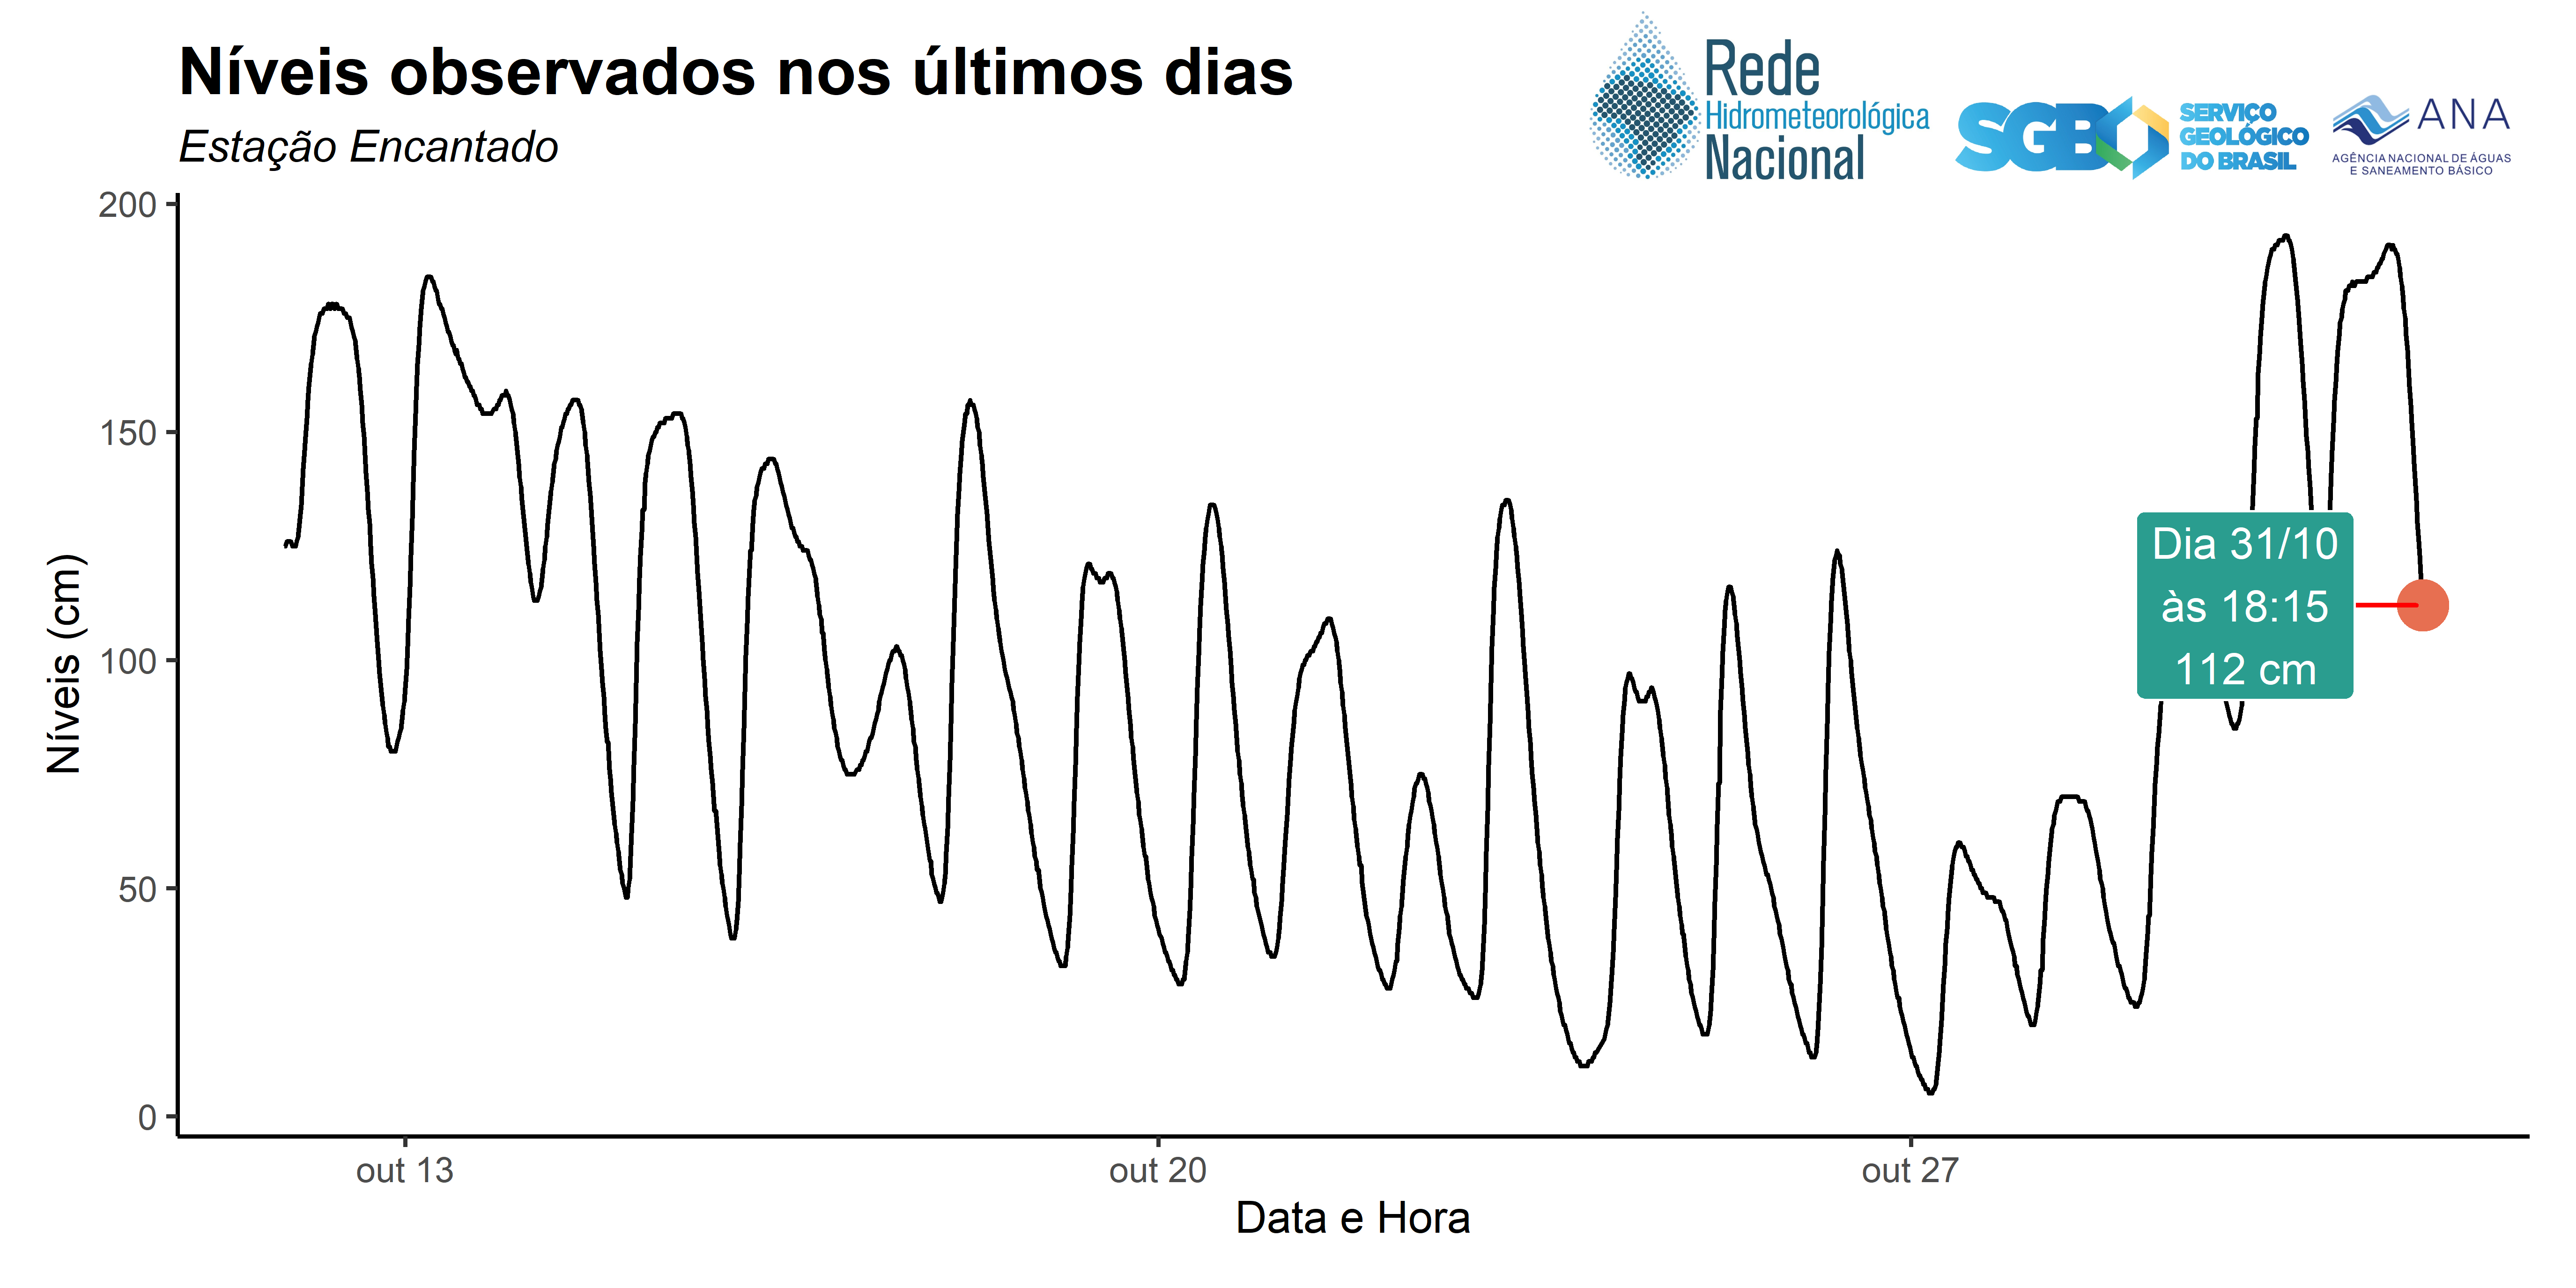 Níveis observados nos últimos dias
Estação Encantado
Rede
Hidrometeorológica
Nacional
SGB
SERVIÇO
GEOLÓGICO
DO BRASIL
ANA
AGÊNCIA NACIONAL DE ÁGUAS
E SANEAMENTO BÁSICO
Níveis (cm)
200
150
100
50
0
Dia 31/10
às 18:15
112 cm
out 13
out 20
out 27
Data e Hora